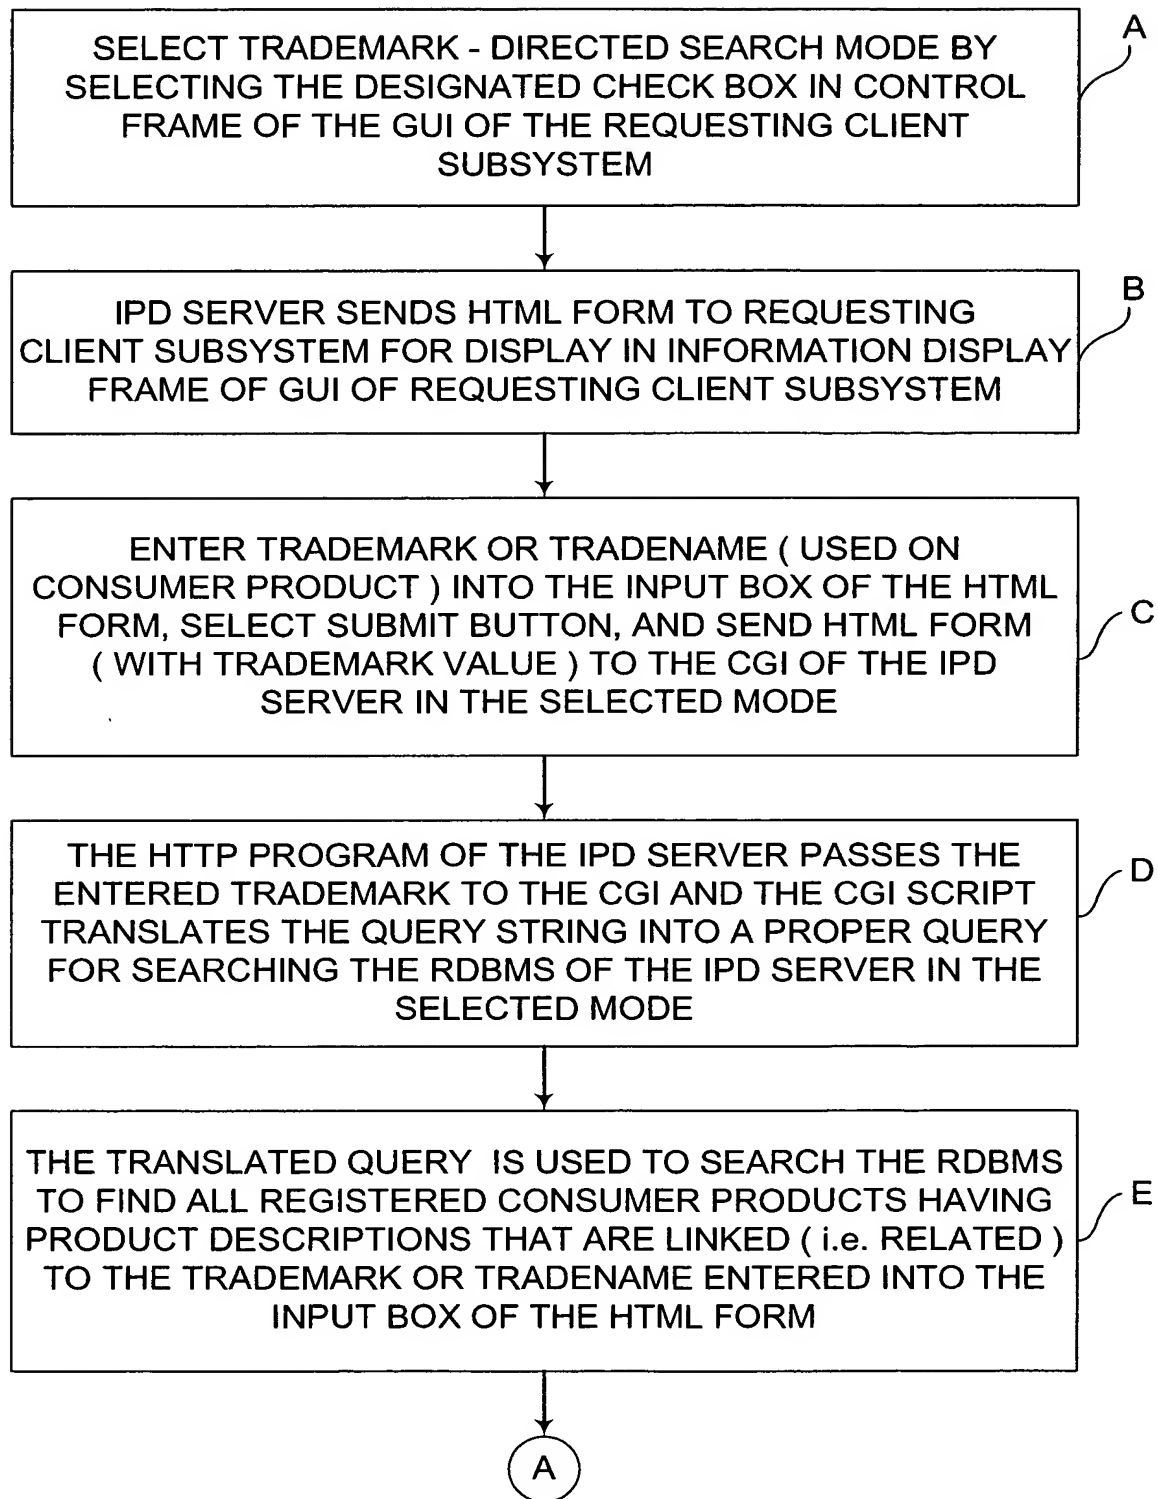 SELECT TRADEMARK - DIRECTED SEARCH MODE BY
SELECTING THE DESIGNATED CHECK BOX IN CONTROL
FRAME OF THE GUI OF THE REQUESTING CLIENT
SUBSYSTEM
A
IPD SERVER SENDS HTML FORM TO REQUESTING
CLIENT SUBSYSTEM FOR DISPLAY IN INFORMATION DISPLAY
FRAME OF GUI OF REQUESTING CLIENT SUBSYSTEM
B
ENTER TRADEMARK OR TRADENAME ( USED ON
CONSUMER PRODUCT ) INTO THE INPUT BOX OF THE HTML
FORM, SELECT SUBMIT BUTTON, AND SEND HTML FORM
( WITH TRADEMARK VALUE ) TO THE CGI OF THE IPD
SERVER IN THE SELECTED MODE
C
THE HTTP PROGRAM OF THE IPD SERVER PASSES THE
ENTERED TRADEMARK TO THE CGI AND THE CGI SCRIPT
TRANSLATES THE QUERY STRING INTO A PROPER QUERY
FOR SEARCHING THE RDBMS OF THE IPD SERVER IN THE
SELECTED MODE
D
THE TRANSLATED QUERY IS USED TO SEARCH THE RDBMS
TO FIND ALL REGISTERED CONSUMER PRODUCTS HAVING
PRODUCT DESCRIPTIONS THAT ARE LINKED ( i.e. RELATED )
TO THE TRADEMARK OR TRADENAME ENTERED INTO THE
INPUT BOX OF THE HTML FORM
E
A